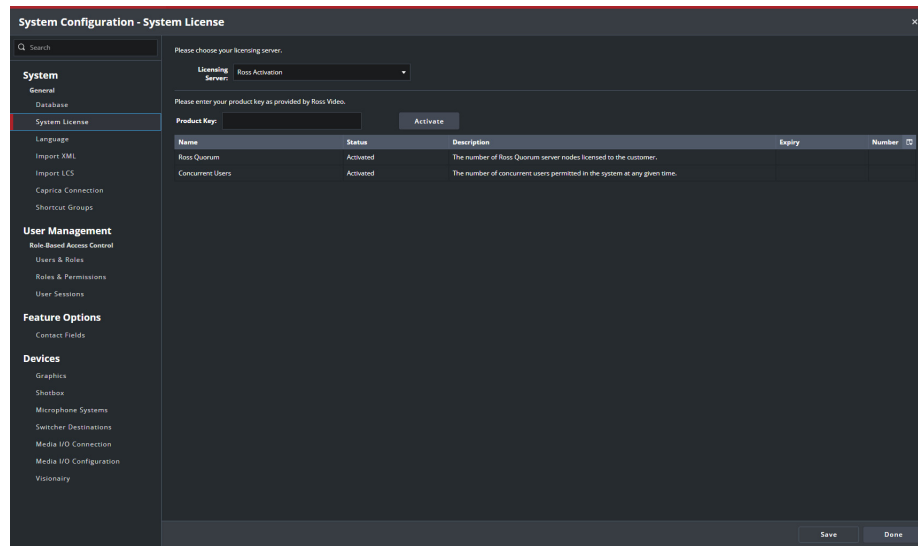 System Configuration - System License
Search
System
General
Database
System License
Language
Import XML
Import LCS
Caprica Connection
Shortcut Groups
User Management
Role-Based Access Control
Users & Roles
Roles & Permissions
User Sessions
Feature Options
Contact Fields
Devices
Graphics
Shotbox
Microphone Systems
Switcher Destinations
Media I/O Connection
Media I/O Configuration
Visionairy
Please choose your licensing server.
Licensing
Server: Ross Activation
Please enter your product key as provided by Ross Video.
Product Key: Activate
Name Status Description Expiry Number
Ross Quorum Activated The number of Ross Quorum server nodes licensed to the customer.
Concurrent Users Activated The number of concurrent users permitted in the system at any given time.
Save Done